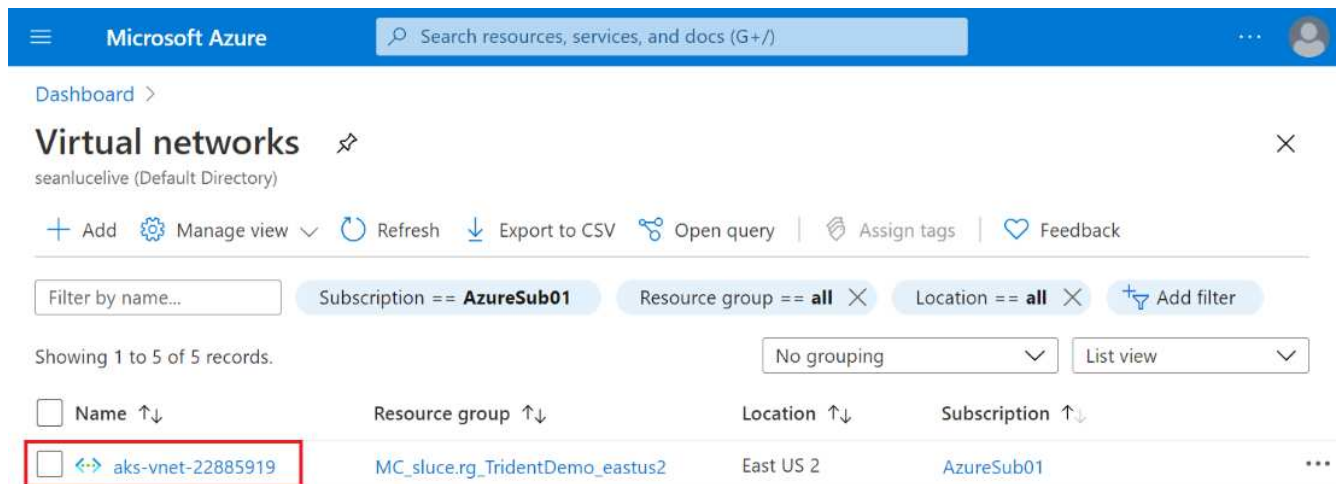 Microsoft Azure Search resources, services, and docs (G+/) ...
Dashboard >
Virtual networks
seanlucelive (Default Directory)
Add Manage view Refresh Export to CSV Open query Assign tags Feedback
Filter by name... Subscription == AzureSub01 Resource group == all Location == all Add filter
Showing 1 to 5 of 5 records. No grouping List view
Name ↑↓ Resource group ↑↓ Location ↑↓ Subscription ↑↓
aks-vnet-22885919 MC_sluce.rg_TridentDemo_eastus2 East US 2 AzureSub01 ...